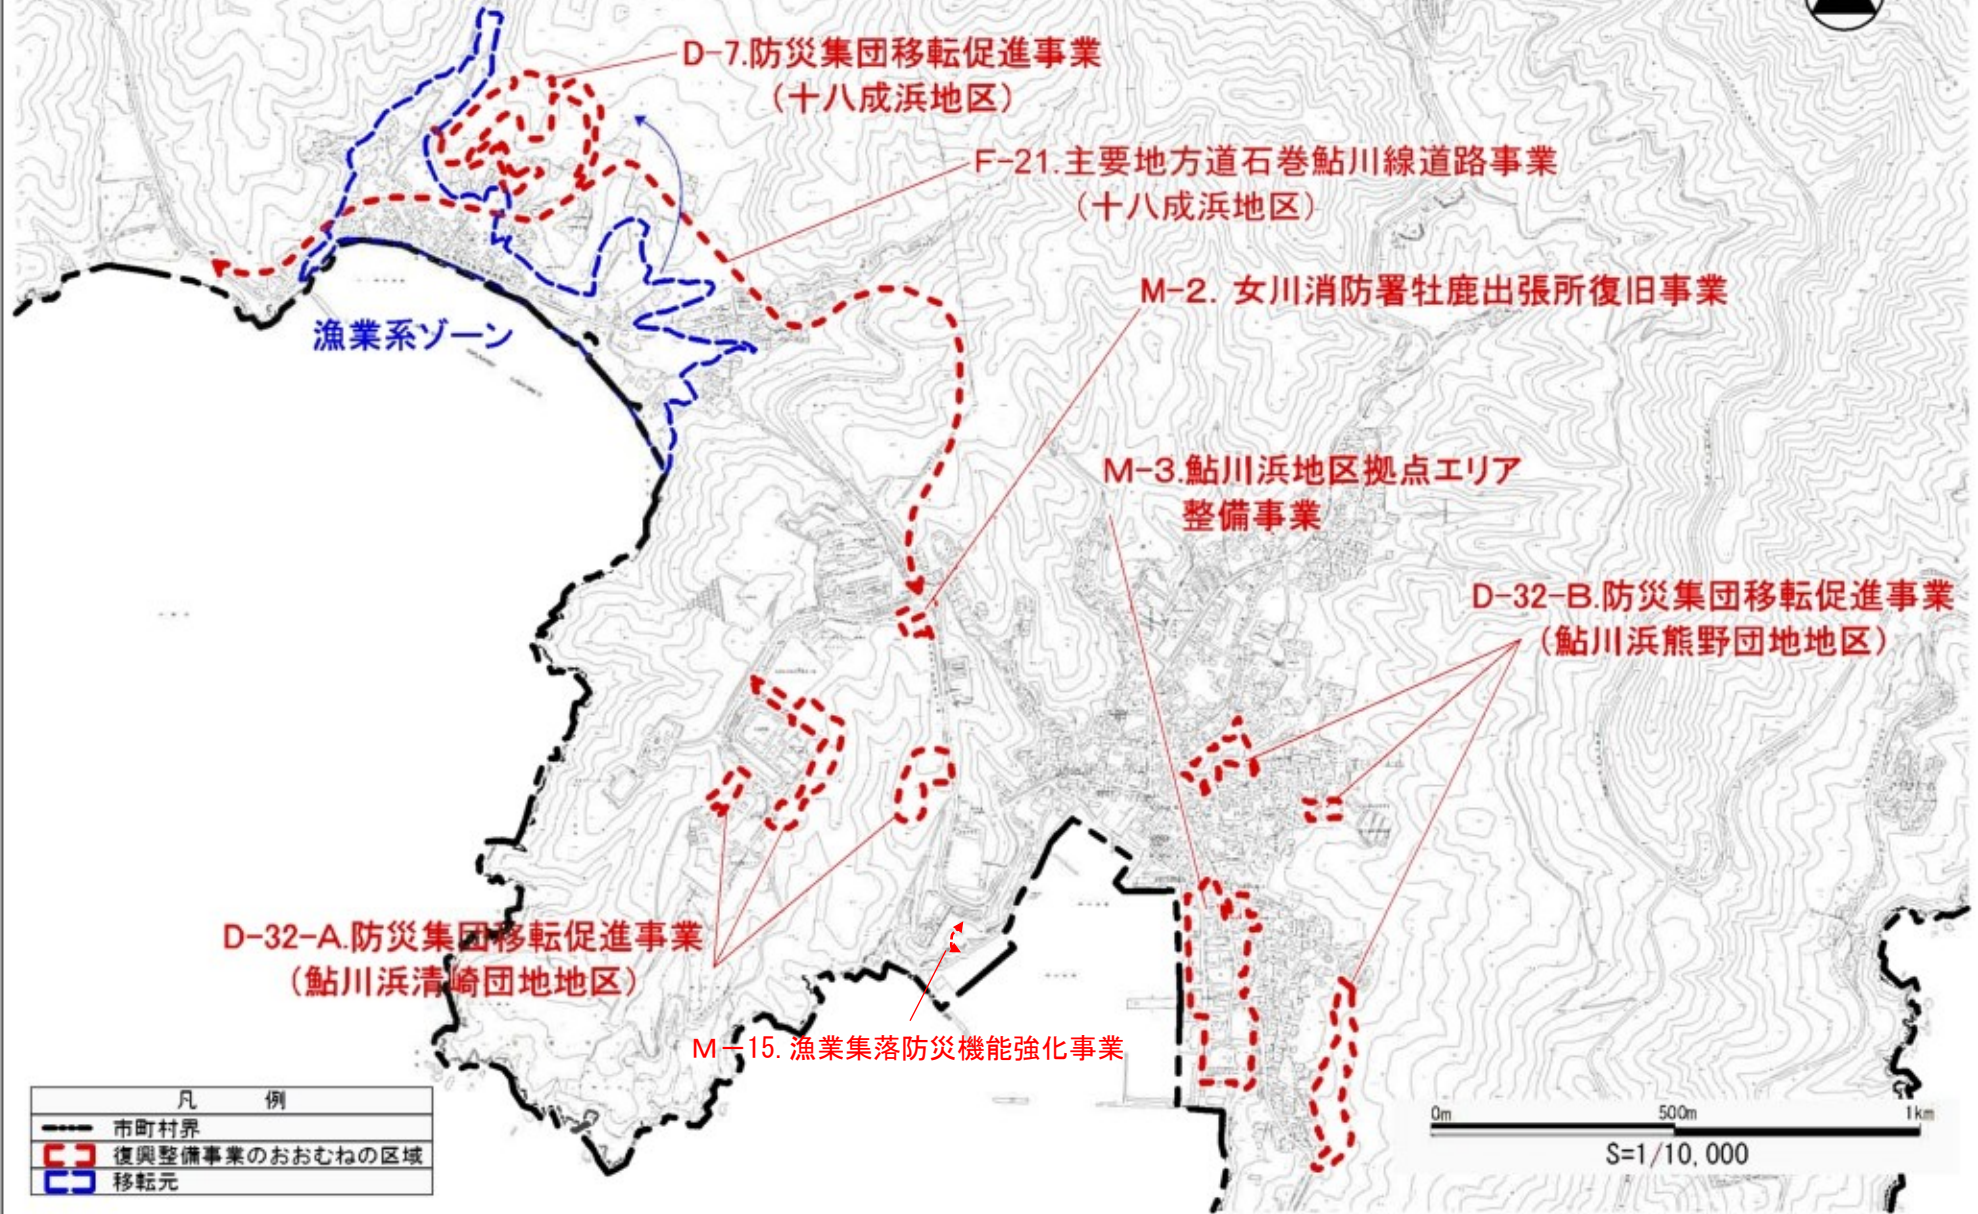 D-7.防災集団移転促進事業
(十八成浜地区)
F-21.主要地方道石巻鮎川線道路事業
(十八成浜地区)
M-2. 女川消防署牡鹿出張所復旧事業
漁業系ゾーン
M-3.鮎川浜地区拠点エリア
整備事業
D-32-B.防災集団移転促進事業
(鮎川浜熊野団地地区)
D-32-A.防災集団移転促進事業
(鮎川浜清崎団地地区)
M-15. 漁業集落防災機能強化事業
凡 例
市町村界
復興整備事業のおおむねの区域
移転元
0m 500m 1km
S=1/10,000